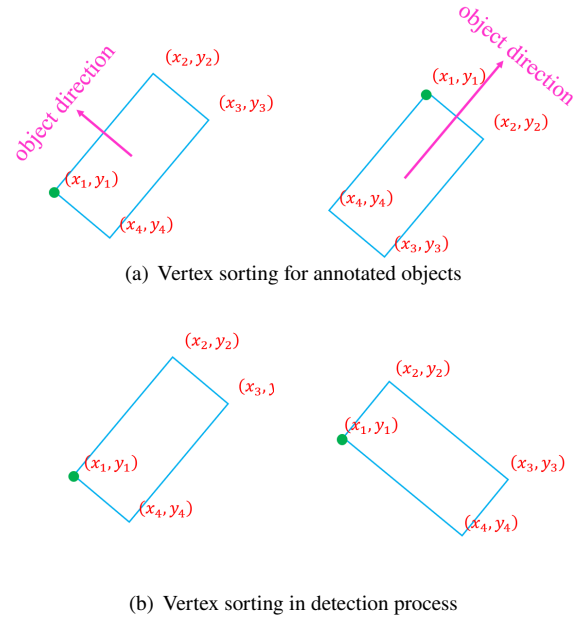 object direction
(x₂, y₂)
(x₃, y₃)
(x₁, y₁)
(x₄, y₄)
object direction
(x₁, y₁)
(x₂, y₂)
(x₄, y₄)
(x₃, y₃)
(a) Vertex sorting for annotated objects
(x₂, y₂)
(x₃, y
(x₁, y₁)
(x₄, y₄)
(x₂, y₂)
(x₁, y₁)
(x₃, y₃)
(x₄, y₄)
(b) Vertex sorting in detection process